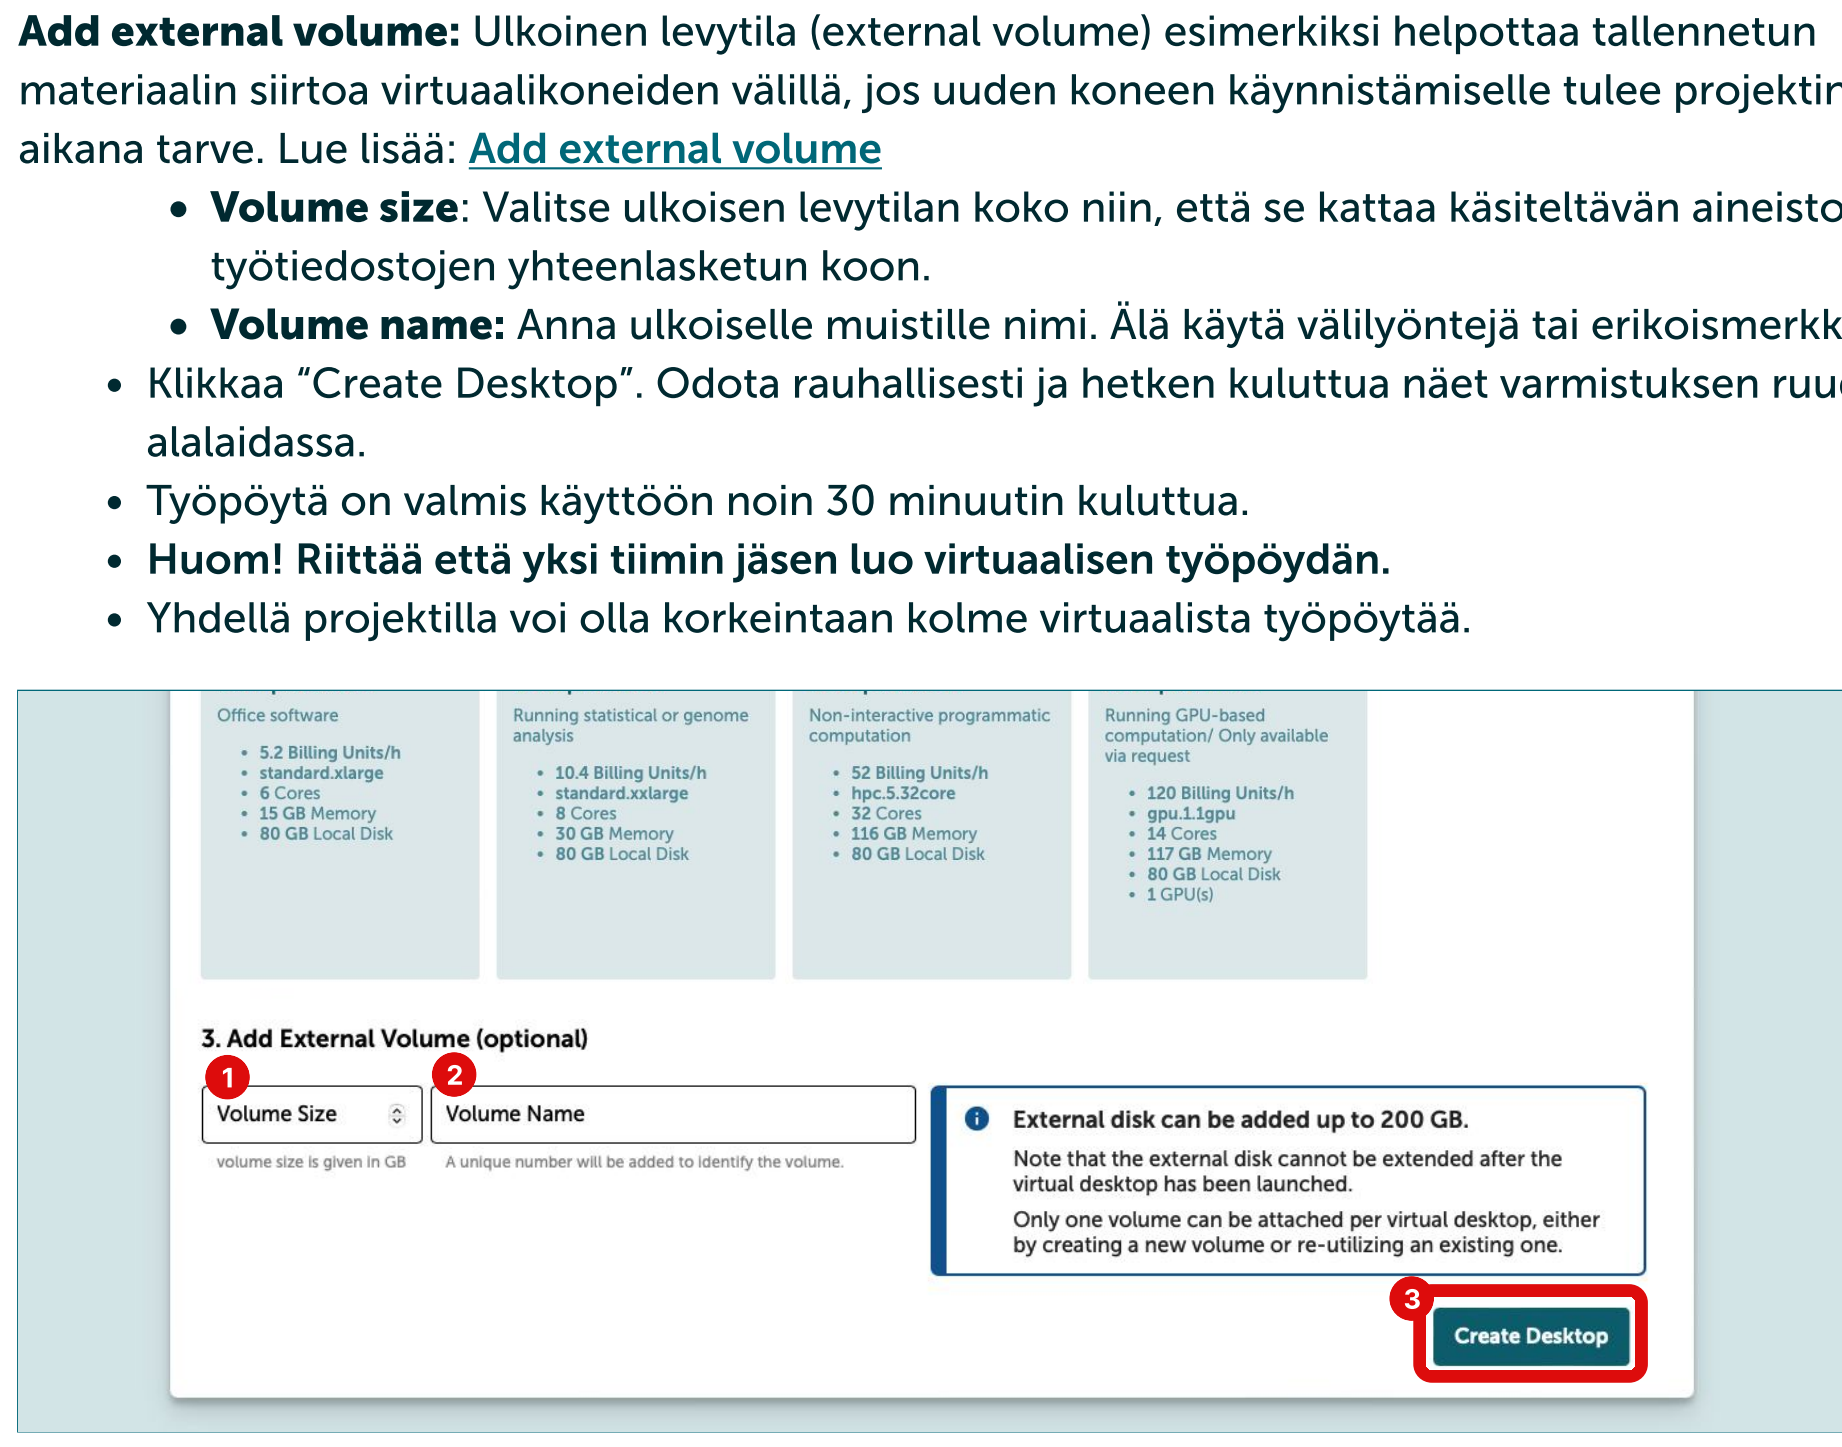 Add external volume: Ulkoinen levytila (external volume) esimerkiksi helpottaa tallennetun
materiaalin siirtoa virtuaalikoneiden välillä, jos uuden koneen käynnistämiselle tulee projektin
aikana tarve. Lue lisää: Add external volume
• Volume size: Valitse ulkoisen levytilan koko niin, että se kattaa käsiteltävän aineisto
työtiedostojen yhteenlasketun koon.
• Volume name: Anna ulkoiselle muistille nimi. Älä käytä välilyöntejä tai erikoismerkk
• Klikkaa “Create Desktop”. Odota rauhallisesti ja hetken kuluttua näet varmistuksen ruu
alalaidassa.
• Työpöytä on valmis käyttöön noin 30 minuutin kuluttua.
• Huom! Riittää että yksi tiimin jäsen luo virtuaalisen työpöydän.
• Yhdellä projektilla voi olla korkeintaan kolme virtuaalista työpöytää.
Office software
• 5.2 Billing Units/h
• standard.xlarge
• 6 Cores
• 15 GB Memory
• 80 GB Local Disk
Running statistical or genome
analysis
• 10.4 Billing Units/h
• standard.xxlarge
• 8 Cores
• 30 GB Memory
• 80 GB Local Disk
Non-interactive programmatic
computation
• 52 Billing Units/h
• hpc.5.32core
• 32 Cores
• 116 GB Memory
• 80 GB Local Disk
Running GPU-based
computation/ Only available
via request
• 120 Billing Units/h
• gpu.1.1gpu
• 14 Cores
• 117 GB Memory
• 80 GB Local Disk
• 1 GPU(s)
3. Add External Volume (optional)
1
Volume Size
volume size is given in GB
2
Volume Name
A unique number will be added to identify the volume.
External disk can be added up to 200 GB.
Note that the external disk cannot be extended after the
virtual desktop has been launched.
Only one volume can be attached per virtual desktop, either
by creating a new volume or re-utilizing an existing one.
3
Create Desktop